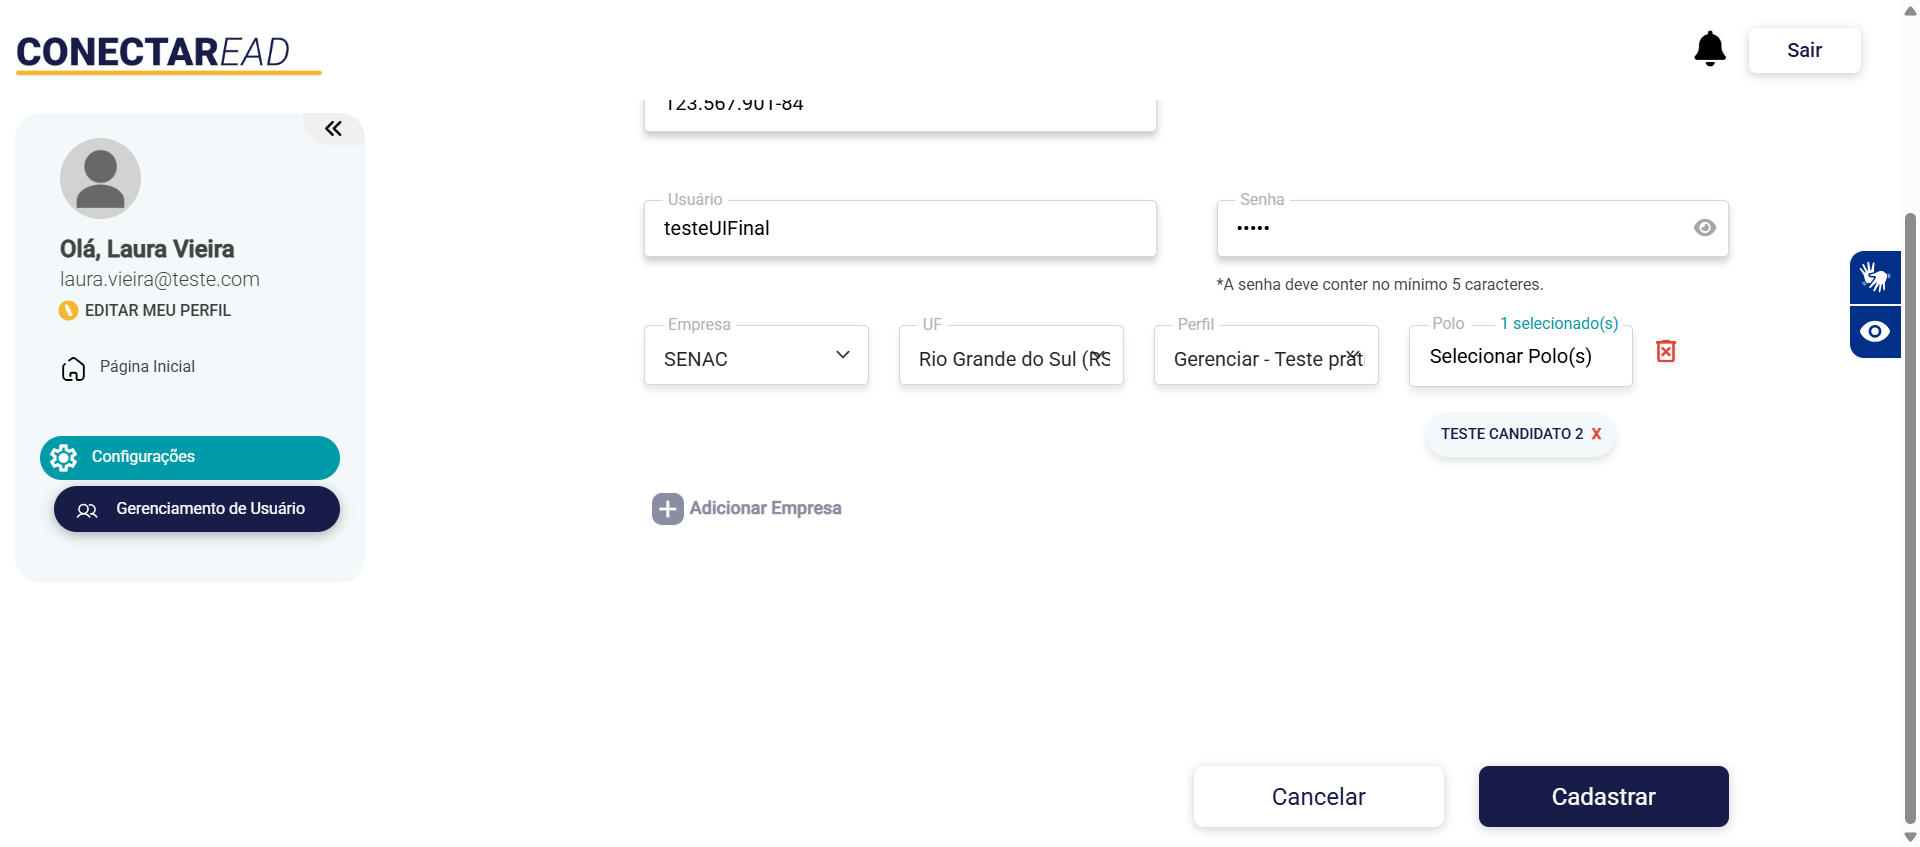 CONECTAREAD
Sair
123.567.901-84
Olá, Laura Vieira
laura.vieira@teste.com
EDITAR MEU PERFIL
Página Inicial
Configurações
Gerenciamento de Usuário
Usuário
testeUIFinal
Senha
•••••
*A senha deve conter no mínimo 5 caracteres.
Empresa
SENAC
UF
Rio Grande do Sul (RS
Perfil
Gerenciar - Teste prati
Polo
1 selecionado(s)
Selecionar Polo(s)
TESTE CANDIDATO 2 X
Adicionar Empresa
Cancelar
Cadastrar